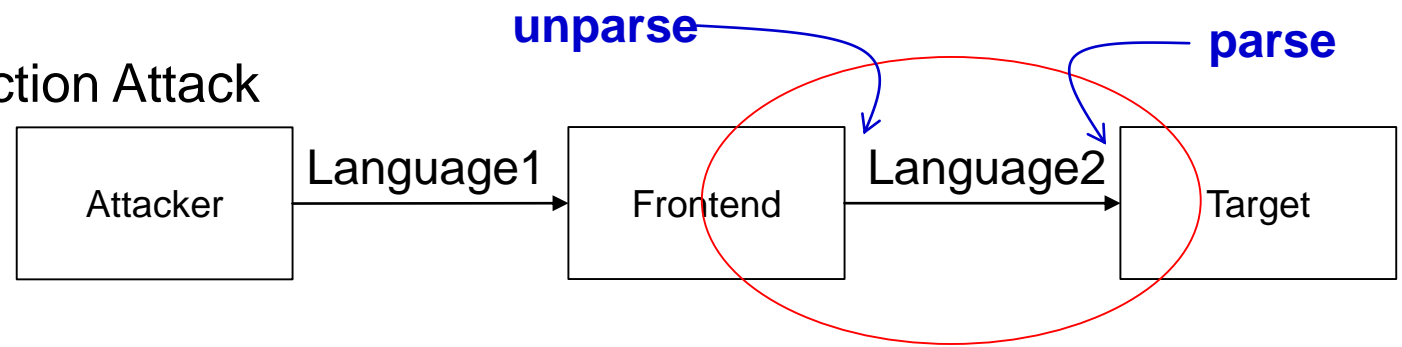 unparse
parse
ction Attack
Language1
Language2
Attacker
Frontend
Target